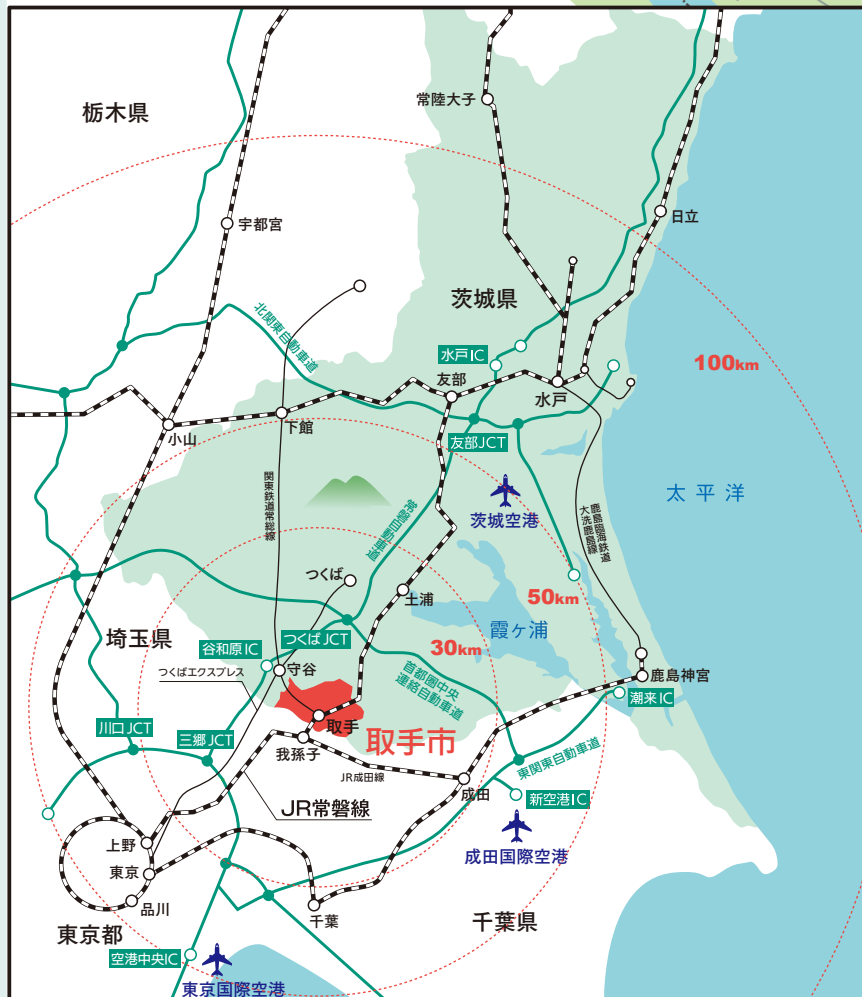 栃木県
常陸大子
日立
宇都宮
茨城県
北関東自動車道
水戸IC
100km
友部
水戸
小山
下館
友部JCT
関東鉄道常総線
常磐自動車道
茨城空港
鹿島臨海鉄道
大洗鹿島線
太平洋
つくば
土浦
50km
霞ヶ浦
埼玉県
谷和原IC
つくばJCT
30km
つくばエクスプレス
守谷
首都圏中央
連絡自動車道
鹿島神宮
潮来IC
川口JCT
三郷JCT
取手
取手市
我孫子
東関東自動車道
JR成田線
成田
新空港IC
JR常磐線
上野
成田国際空港
東京
品川
千葉
千葉県
東京都
空港中央IC
東京国際空港